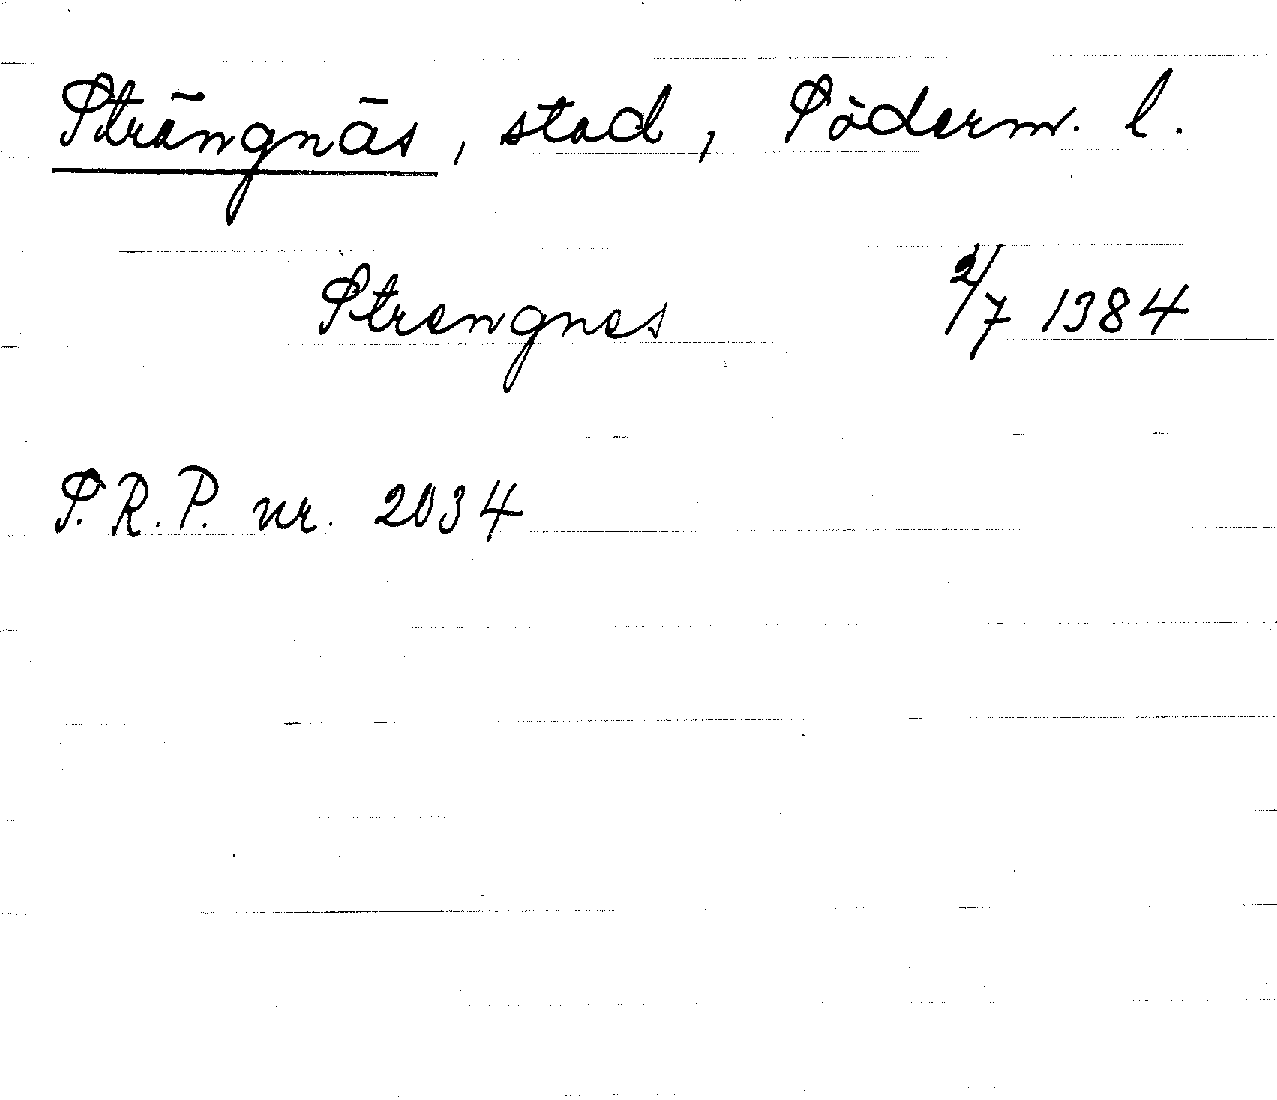 Strängnäs, stad, Söderm. l.
Strengnes 2/7 1384
S.R.P. nr. 2034